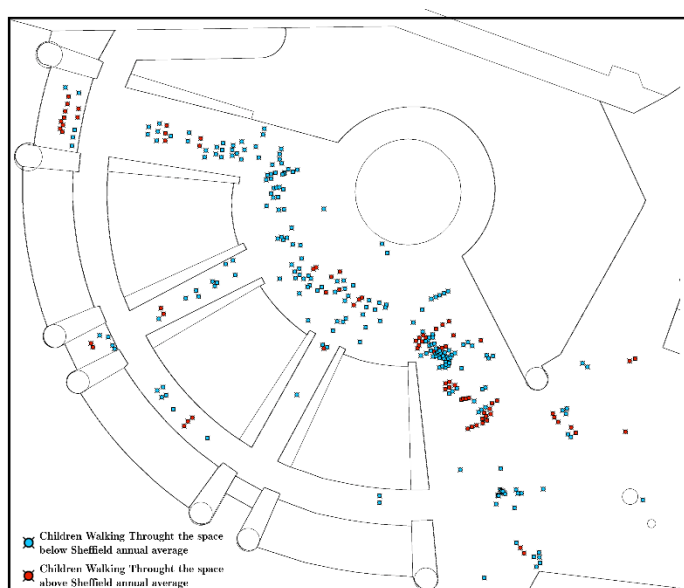 Children Walking Throught the space
below Sheffield annual average
Children Walking Throught the space
above Sheffield annual average